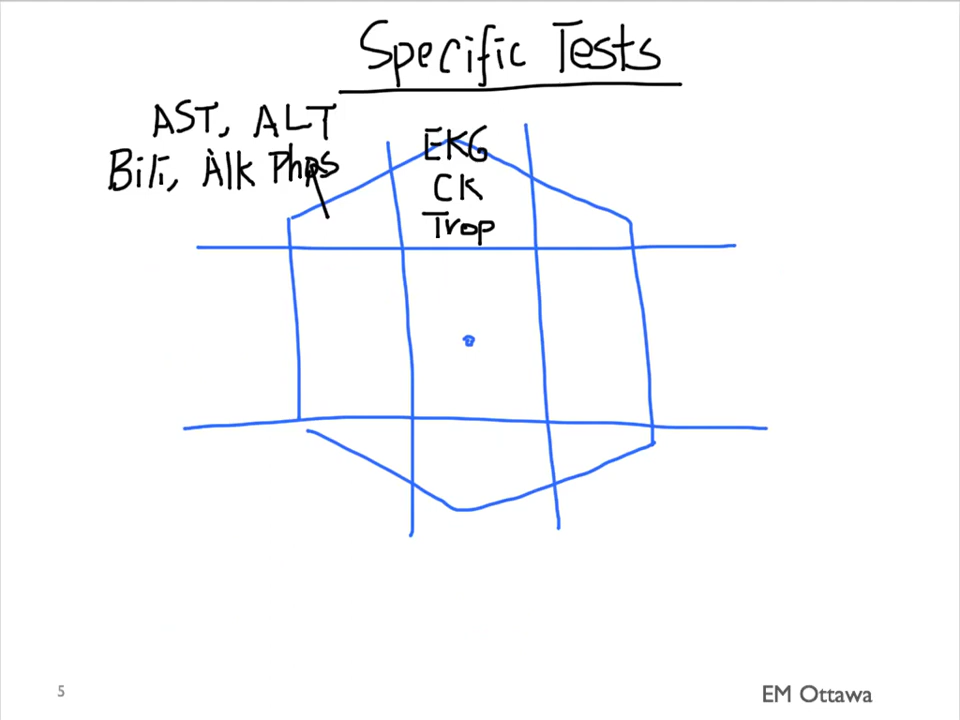 Specific Tests
AST, ALT
Bili, Alk Phos
EKG
CK
Trop
5
EM Ottawa